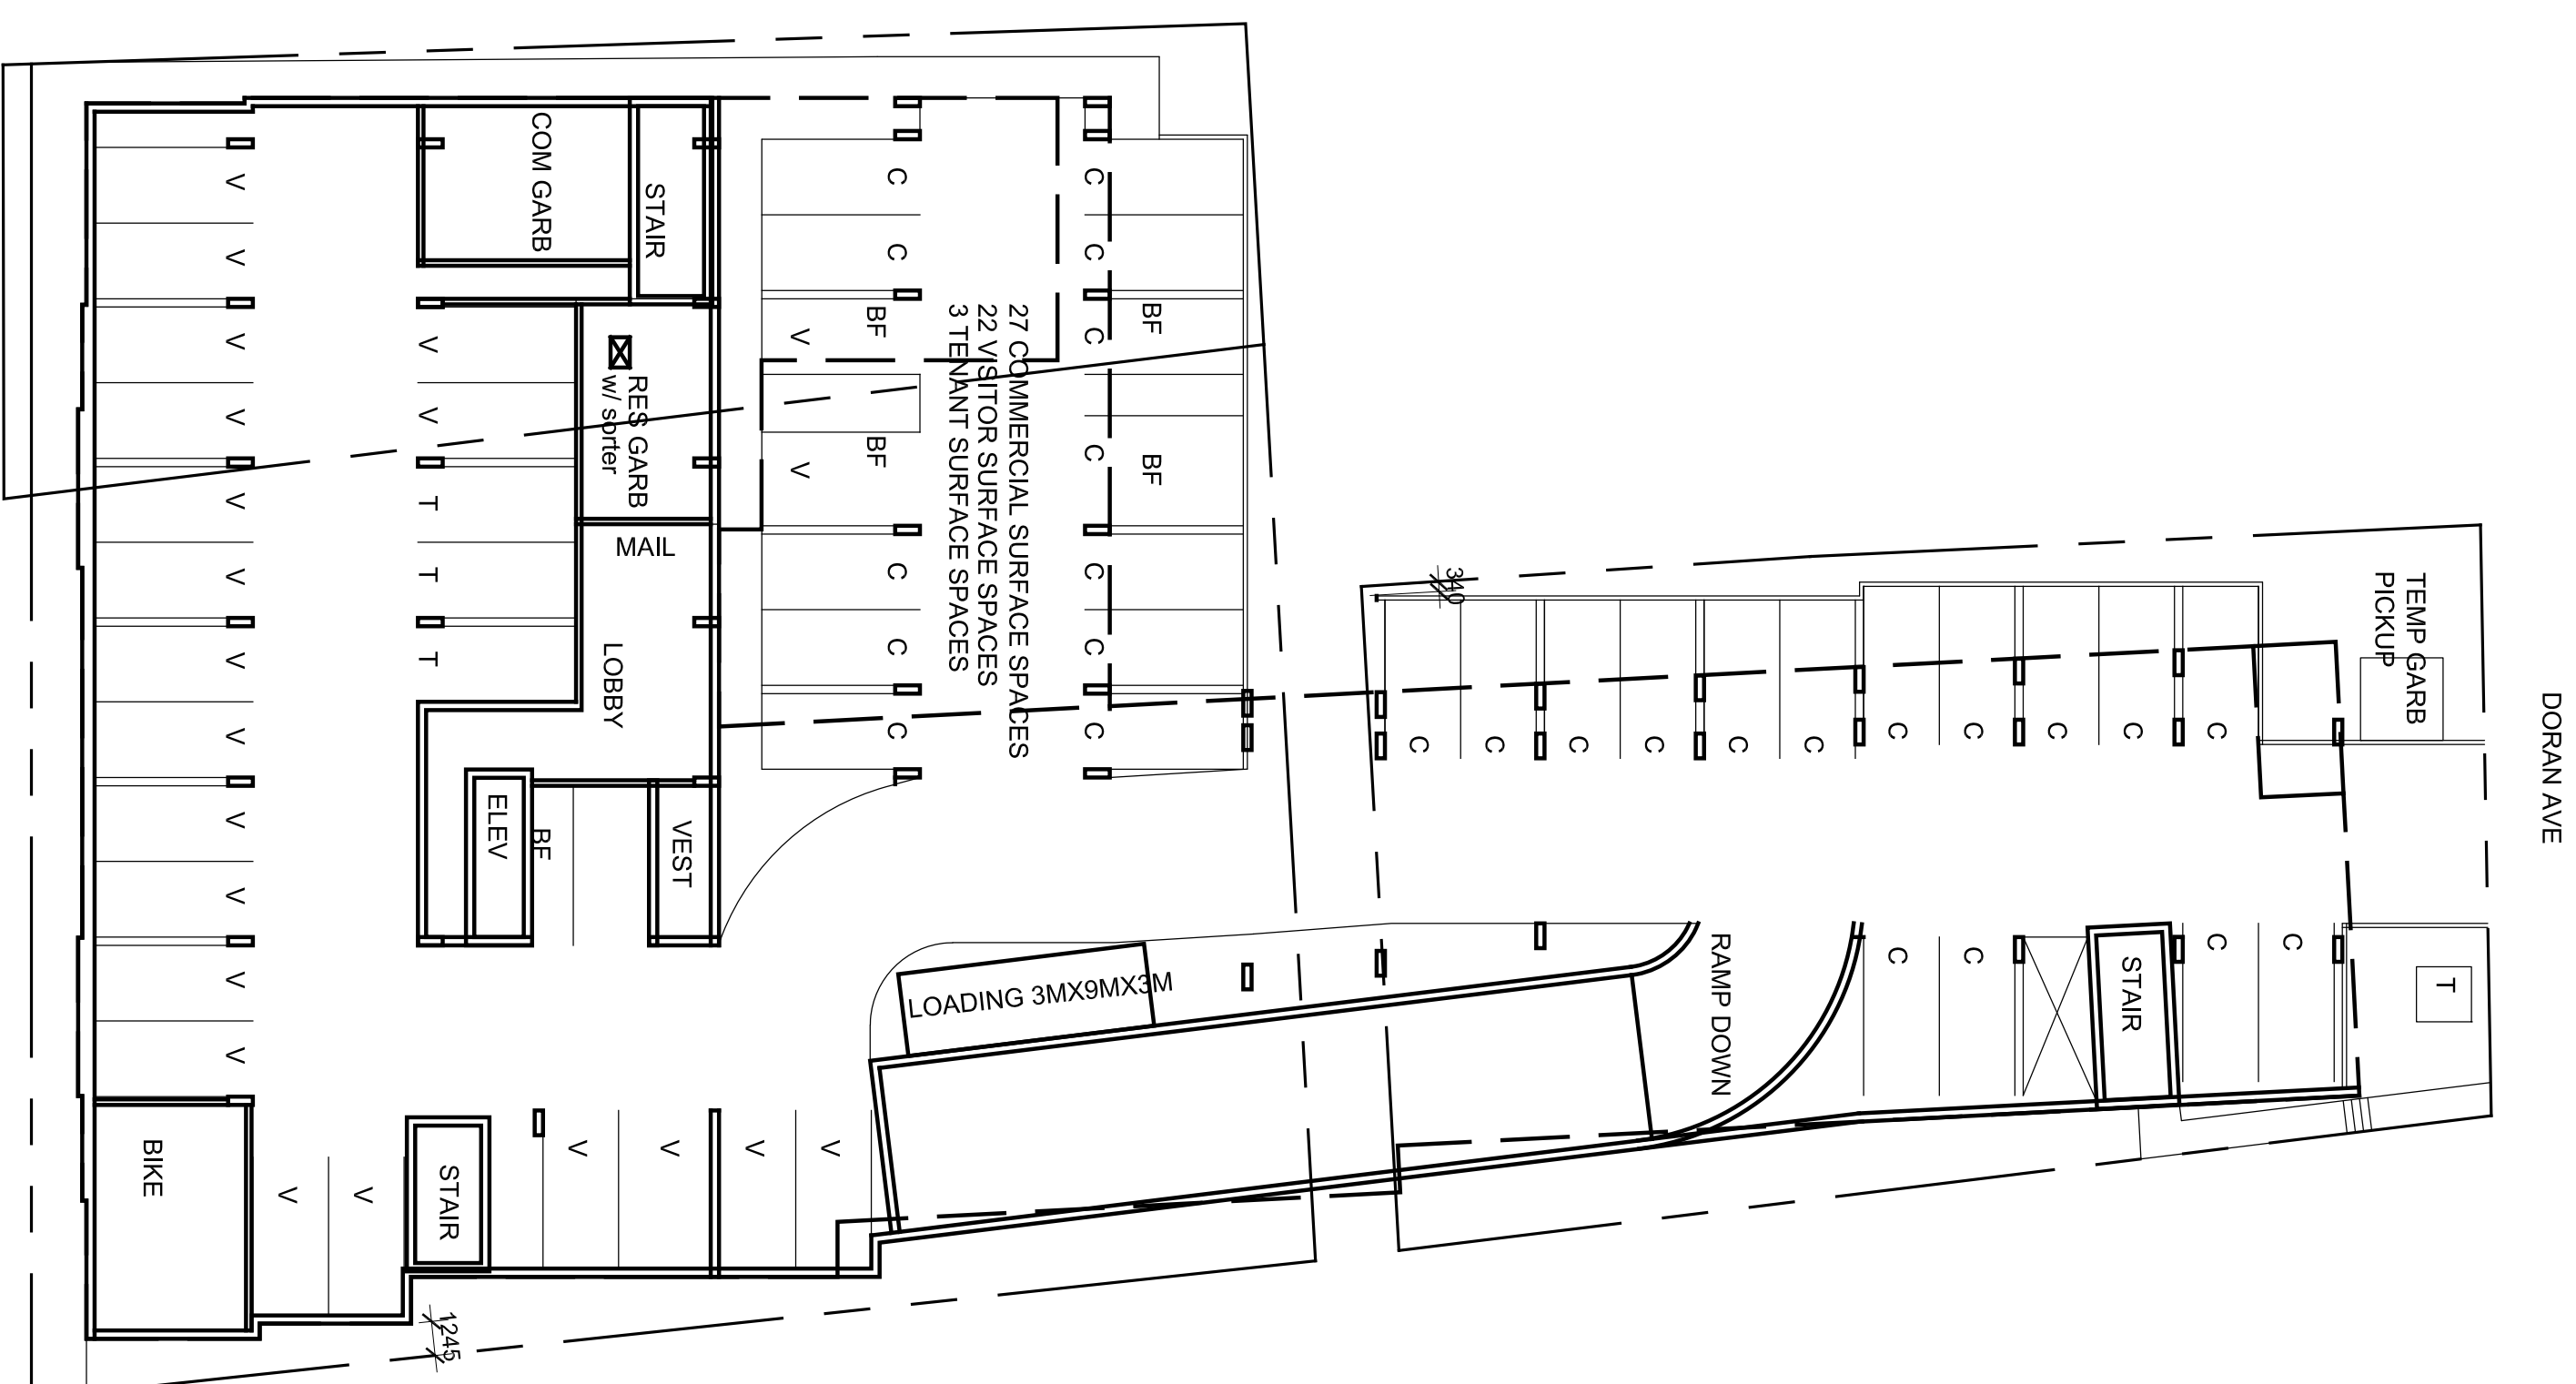 COM GARB
STAIR
V
V
V
V
V
V
V
V
V
V
V
V
V
V
T
T
T
RES GARB
w/ sorter
MAIL
LOBBY
ELEV
BF
VEST
C
C
BF
V
BF
V
C
C
C
27 COMMERCIAL SURFACE SPACES
22 VISITOR SURFACE SPACES
3 TENANT SURFACE SPACES
C
C
C
C
C
C
C
BF
BF
340
C
C
C
C
C
C
C
C
C
C
C
TEMP GARB
PICKUP
DORAN AVE
LOADING 3MX9MX3M
RAMP DOWN
C
C
STAIR
C
C
T
BIKE
V
V
STAIR
V
V
V
V
1245